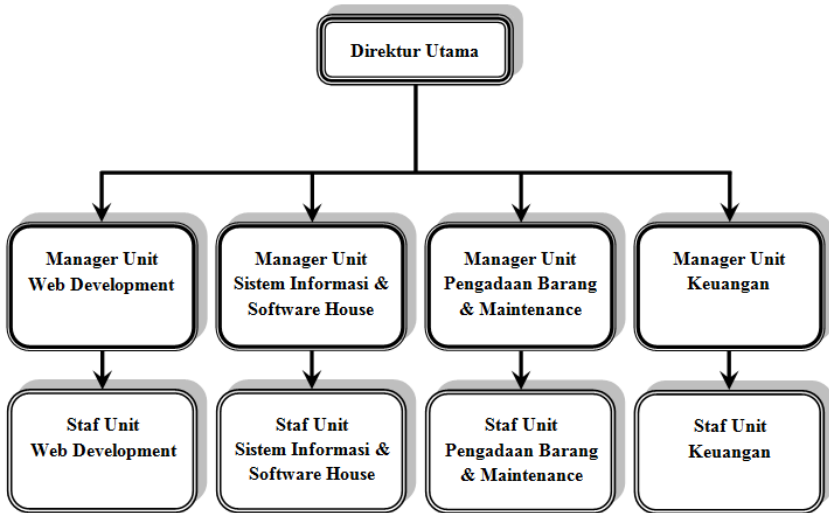 Direktur Utama
Manager Unit
Web Development
Manager Unit
Sistem Informasi &
Software House
Manager Unit
Pengadaan Barang
& Maintenance
Manager Unit
Keuangan
Staf Unit
Web Development
Staf Unit
Sistem Informasi &
Software House
Staf Unit
Pengadaan Barang
& Maintenance
Staf Unit
Keuangan